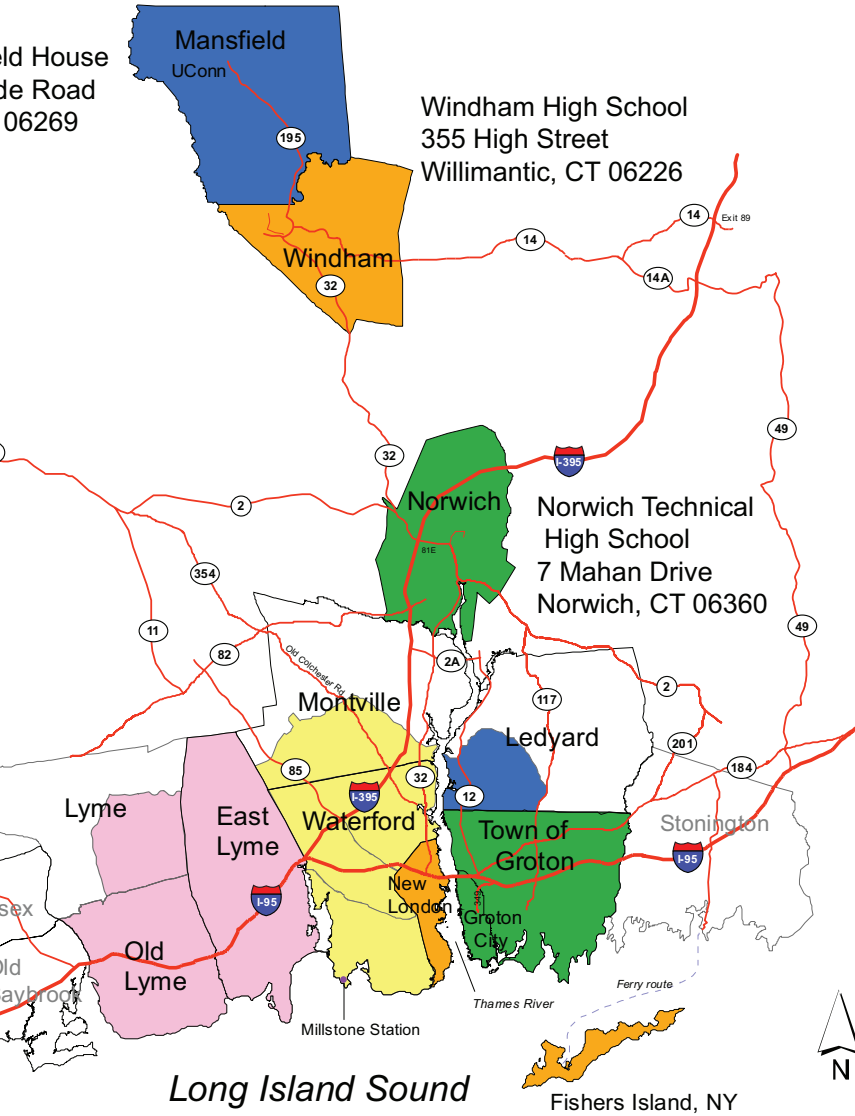 Mansfield
UConn
eld House
de Road
06269
195
Windham High School
355 High Street
Willimantic, CT 06226
14
Exit 89
14
Windham
14A
32
49
32
I-395
2
Norwich
Norwich Technical
High School
7 Mahan Drive
Norwich, CT 06360
81E
354
11
49
82
Old Colchester Rd.
2A
2
Montville
117
Ledyard
201
85
32
184
I-395
12
Lyme
East
Lyme
Waterford
Town of
Groton
Stonington
I-95
New
London
I-95
349
Groton
City
sex
Old
Lyme
Old
Saybrook
Ferry route
Thames River
Millstone Station
Long Island Sound
Fishers Island, NY
N